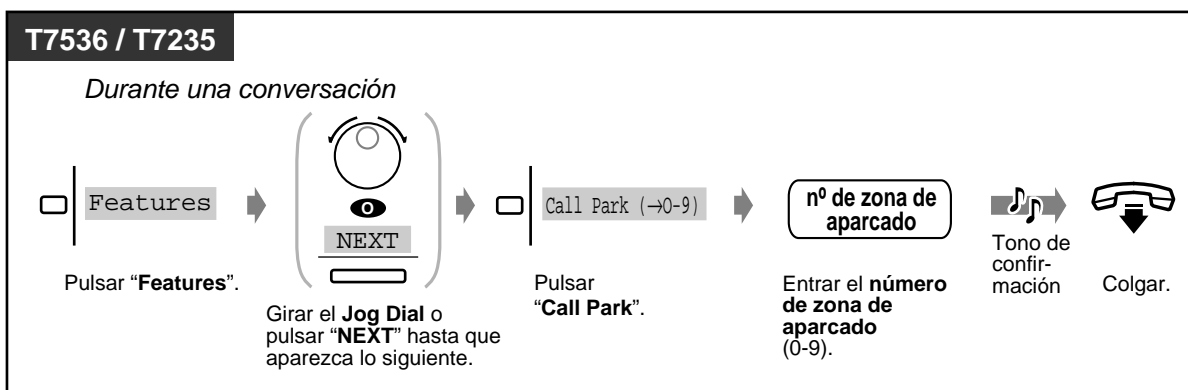 T7536 / T7235
Durante una conversación
Features
O
NEXT
Call Park (→0-9)
nº de zona de
aparcado
Pulsar “Features”.
Girar el Jog Dial o
pulsar “NEXT” hasta que
aparezca lo siguiente.
Pulsar
“Call Park”.
Entrar el número
de zona de
aparcado
(0-9).
Tono de
confir-
mación
Colgar.